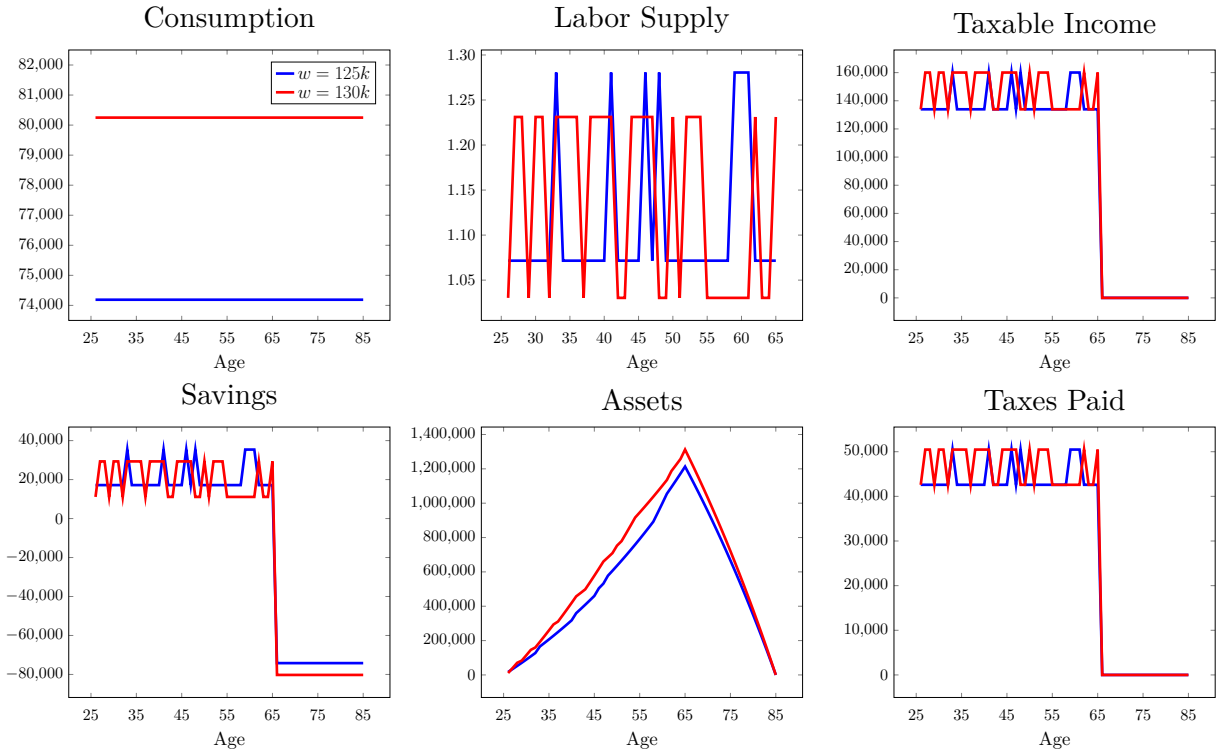 Consumption
82,000
81,000
80,000
79,000
78,000
77,000
76,000
75,000
74,000
25 35 45 55 65 75 85
Age
w = 125k
w = 130k
Labor Supply
1.30
1.25
1.20
1.15
1.10
1.05
25 30 35 40 45 50 55 60 65
Age
Taxable Income
160,000
140,000
120,000
100,000
80,000
60,000
40,000
20,000
0
25 35 45 55 65 75 85
Age
Savings
40,000
20,000
0
−20,000
−40,000
−60,000
−80,000
25 35 45 55 65 75 85
Age
Assets
1,400,000
1,200,000
1,000,000
800,000
600,000
400,000
200,000
0
25 35 45 55 65 75 85
Age
Taxes Paid
50,000
40,000
30,000
20,000
10,000
0
25 35 45 55 65 75 85
Age